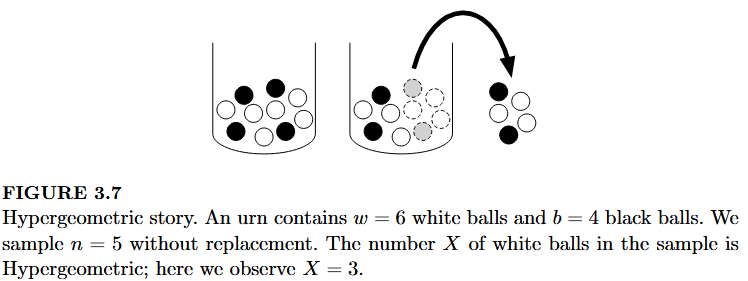 FIGURE 3.7
Hypergeometric story. An urn contains w = 6 white balls and b = 4 black balls. We
sample n = 5 without replacement. The number X of white balls in the sample is
Hypergeometric; here we observe X = 3.